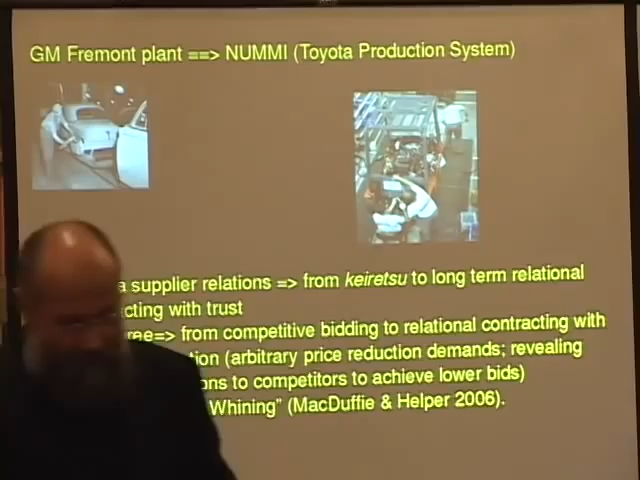 GM Fremont plant ==> NUMMI (Toyota Production System)
supplier relations => from keiretsu to long term relational
cting with trust
ree=> from competitive bidding to relational contracting with
tion (arbitrary price reduction demands; revealing
ons to competitors to achieve lower bids)
Whining" (MacDuffie & Helper 2006).